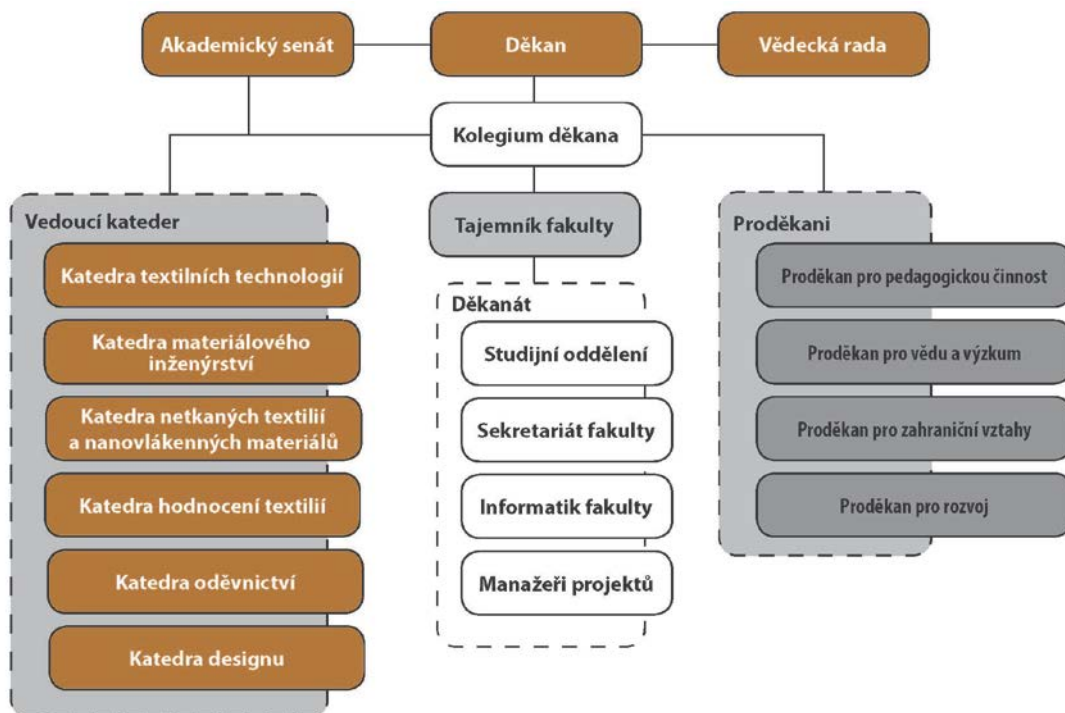 Akademický senát
Děkan
Vědecká rada
Kolegium děkana
Vedoucí kateder
Katedra textilních technologií
Katedra materiálového
inženýrství
Katedra netkaných textilií
a nanovlákenných materiálů
Katedra hodnocení textilií
Katedra oděvnictví
Katedra designu
Tajemník fakulty
Děkanát
Studijní oddělení
Sekretariát fakulty
Informatik fakulty
Manažeři projektů
Proděkani
Proděkan pro pedagogickou činnost
Proděkan pro vědu a výzkum
Proděkan pro zahraniční vztahy
Proděkan pro rozvoj